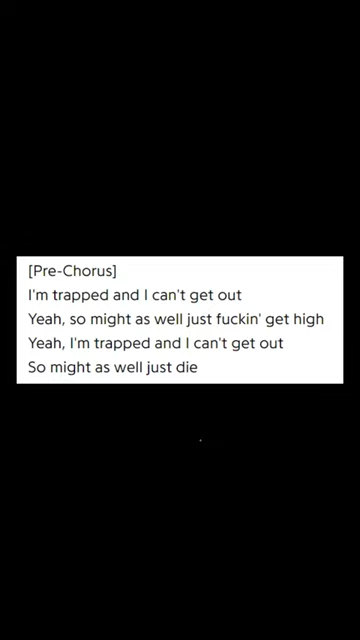 [Pre-Chorus]
I'm trapped and I can't get out
Yeah, so might as well just fuckin' get high
Yeah, I'm trapped and I can't get out
So might as well just die